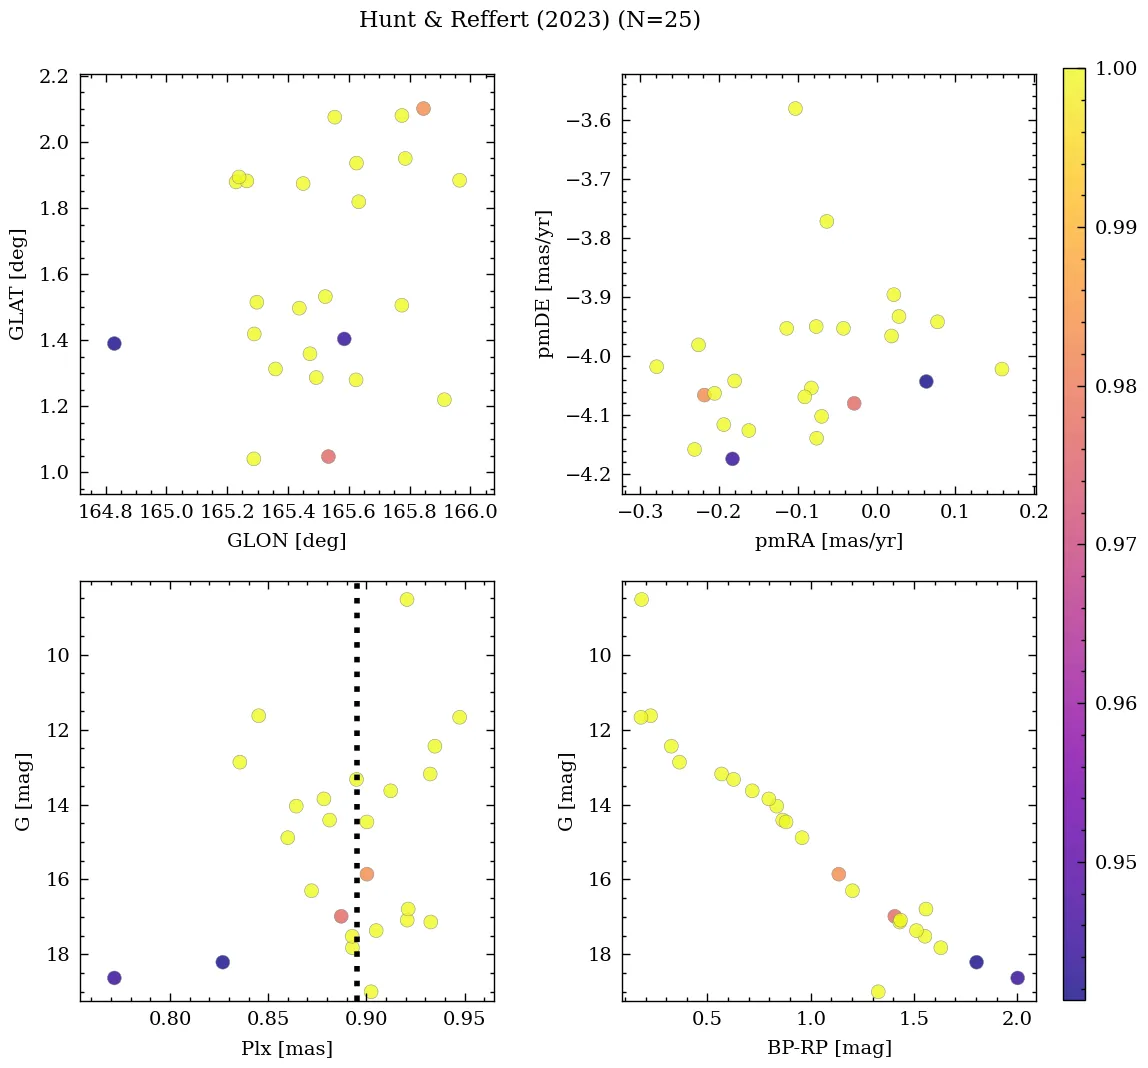 Hunt & Reffert (2023) (N=25)
2.2
2.0
1.8
1.6
1.4
1.2
1.0
GLAT [deg]
164.8 165.0 165.2 165.4 165.6 165.8 166.0
GLON [deg]
−3.6
−3.7
−3.8
−3.9
−4.0
−4.1
−4.2
pmDE [mas/yr]
−0.3 −0.2 −0.1 0.0 0.1 0.2
pmRA [mas/yr]
10
12
14
16
18
G [mag]
0.80 0.85 0.90 0.95
Plx [mas]
10
12
14
16
18
G [mag]
0.5 1.0 1.5 2.0
BP-RP [mag]
1.00
0.99
0.98
0.97
0.96
0.95